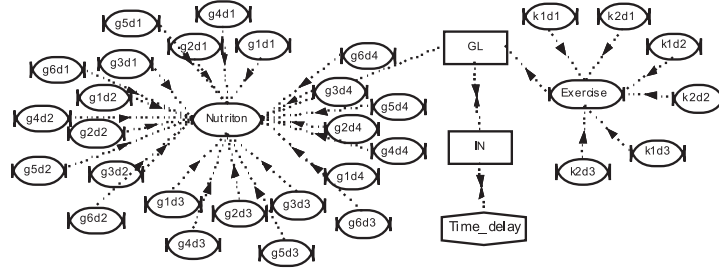 g4d1
g5d1
k1d1
k2d1
g2d1
g1d1
GL
k1d2
g6d4
g3d1
g6d1
g3d4
Exercise
g1d2
k2d2
g5d4
g4d2
Nutriton
g2d2
g2d4
IN
g4d4
k1d3
g5d2
g3d2
k2d3
g1d4
g1d3
g3d3
g2d3
g6d2
g6d3
Time_delay
g4d3
g5d3